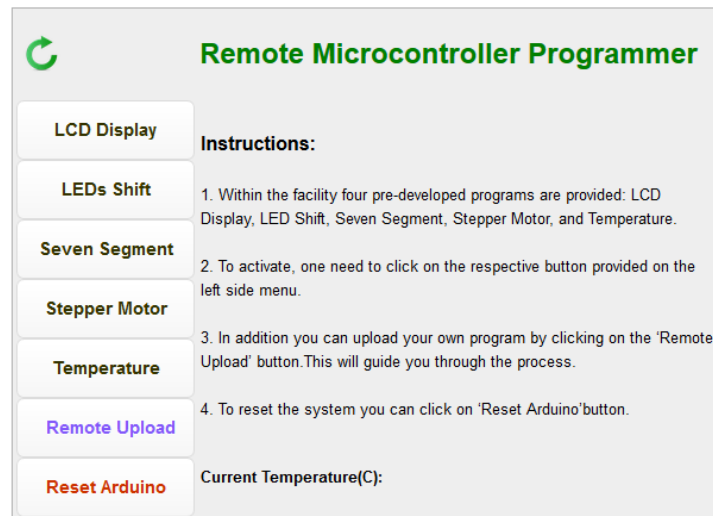 Remote Microcontroller Programmer
LCD Display
LEDs Shift
Seven Segment
Stepper Motor
Temperature
Remote Upload
Reset Arduino
Instructions:
1. Within the facility four pre-developed programs are provided: LCD
Display, LED Shift, Seven Segment, Stepper Motor, and Temperature.
2. To activate, one need to click on the respective button provided on the
left side menu.
3. In addition you can upload your own program by clicking on the ‘Remote
Upload’ button.This will guide you through the process.
4. To reset the system you can click on ‘Reset Arduino’button.
Current Temperature(C):